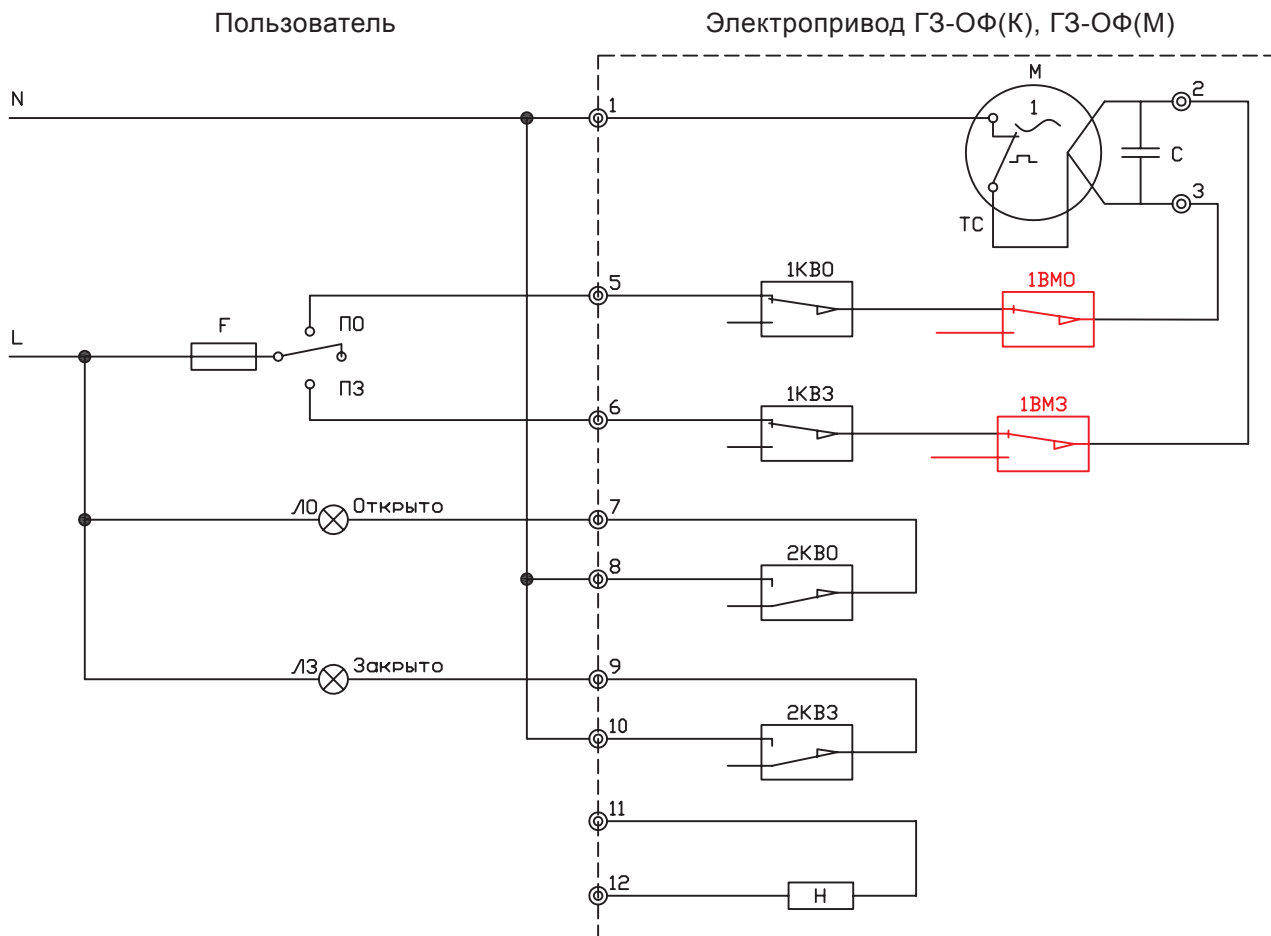 Пользователь
Электропривод ГЗ-ОФ(К), ГЗ-ОФ(М)
M
N
1
1
2
C
3
TC
5
1КВО
1ВМО
F
ПО
L
ПЗ
6
1КВЗ
1ВМЗ
ЛО Открыто
7
8
2КВО
ЛЗ Закрыто
9
10
2КВЗ
11
12
H